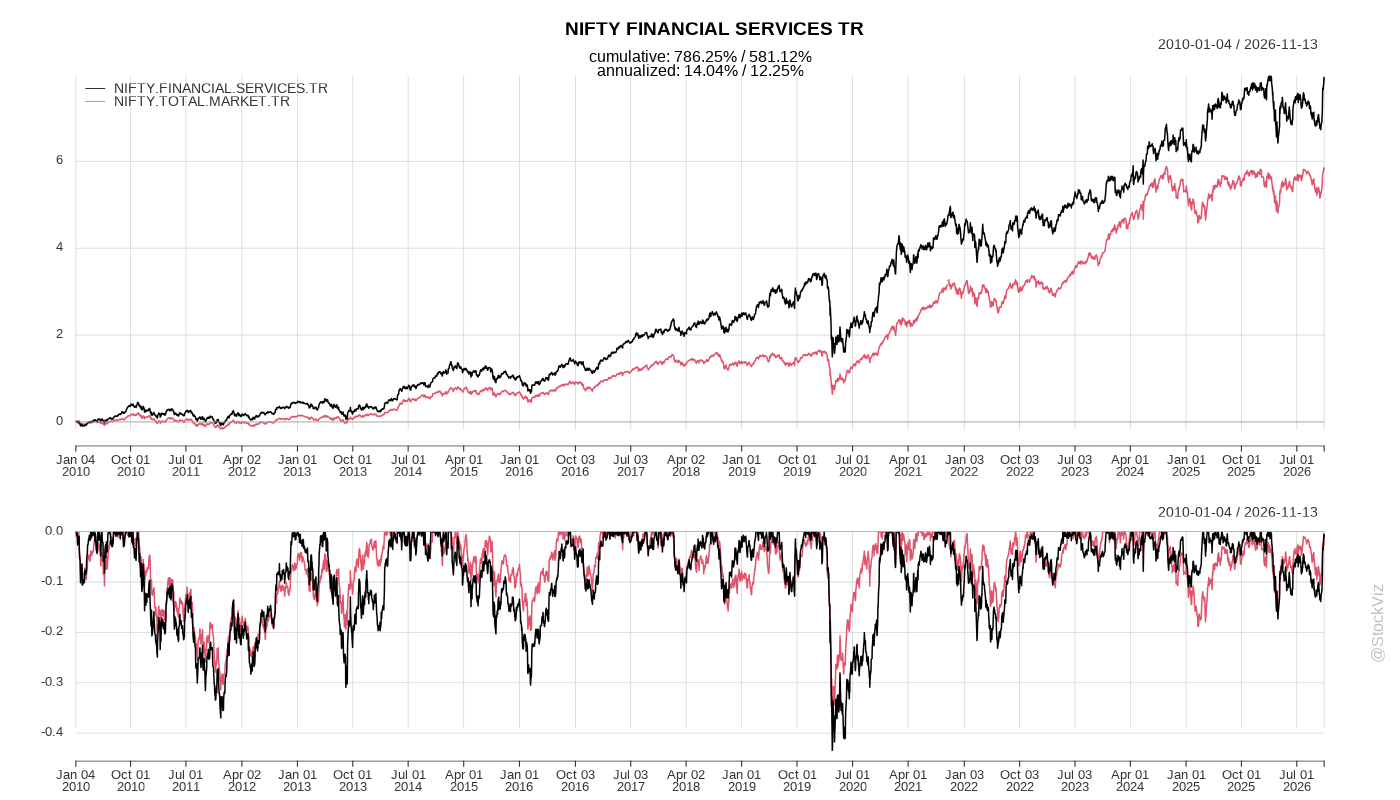 NIFTY FINANCIAL SERVICES TR
2010-01-04 / 2026-11-13
cumulative: 786.25% / 581.12%
annualized: 14.04% / 12.25%
NIFTY.FINANCIAL.SERVICES.TR
NIFTY.TOTAL.MARKET.TR
6
4
2
0
Jan 04 Oct 01 Jul 01 Apr 02 Jan 01 Oct 01 Jul 01 Apr 01 Jan 01 Oct 03 Jul 03 Apr 02 Jan 01 Oct 01 Jul 01 Apr 01 Jan 03 Oct 03 Jul 03 Apr 01 Jan 01 Oct 01 Jul 01
2010 2010 2011 2012 2013 2013 2014 2015 2016 2016 2017 2018 2019 2019 2020 2021 2022 2022 2023 2024 2025 2025 2026
2010-01-04 / 2026-11-13
0.0
-0.1
-0.2
-0.3
-0.4
Jan 04 Oct 01 Jul 01 Apr 02 Jan 01 Oct 01 Jul 01 Apr 01 Jan 01 Oct 03 Jul 03 Apr 02 Jan 01 Oct 01 Jul 01 Apr 01 Jan 03 Oct 03 Jul 03 Apr 01 Jan 01 Oct 01 Jul 01
2010 2010 2011 2012 2013 2013 2014 2015 2016 2016 2017 2018 2019 2019 2020 2021 2022 2022 2023 2024 2025 2025 2026
@StockViz